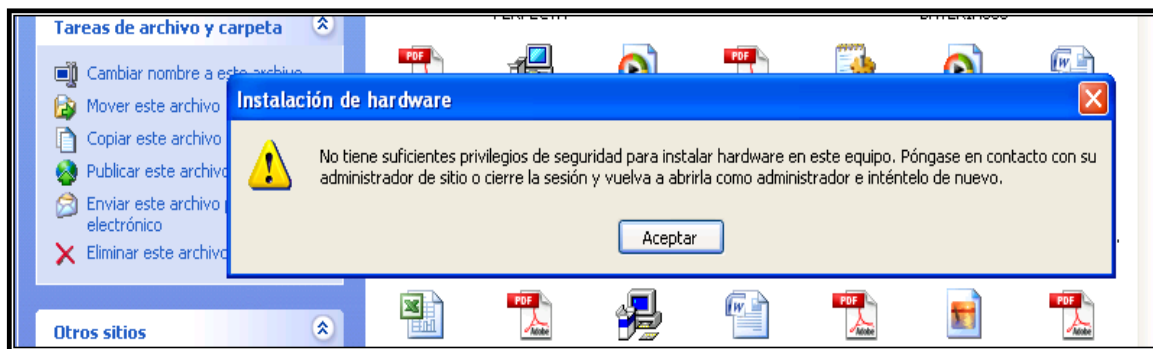 Tareas de archivo y carpeta
Cambiar nombre a este archivo
Mover este archivo
Copiar este archivo
Publicar este archivo
Enviar este archivo
electrónico
Eliminar este archivo
Otros sitios
Instalación de hardware
No tiene suficientes privilegios de seguridad para instalar hardware en este equipo. Póngase en contacto con su
administrador de sitio o cierre la sesión y vuelva a abrirla como administrador e inténtelo de nuevo.
Aceptar
PDF
PDF
PDF
Adobe
PDF
Adobe
PDF
Adobe